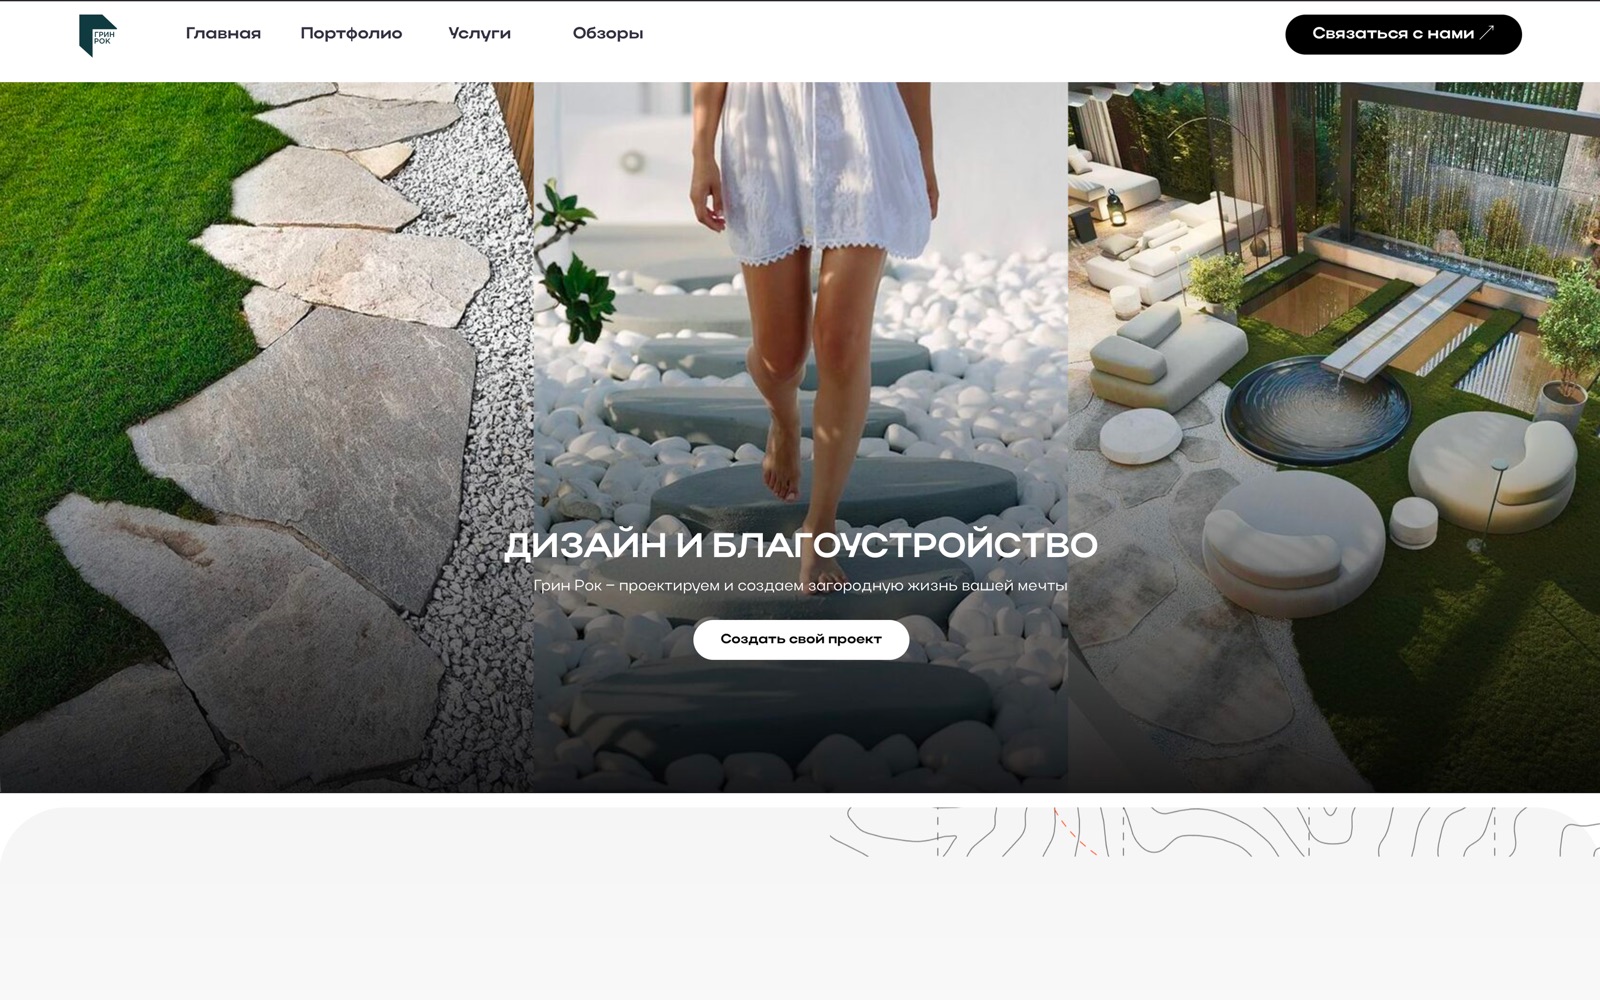 ГРИН
РОК
Главная
Портфолио
Услуги
Обзоры
Связаться с нами
ДИЗАЙН И БЛАГОУСТРОЙСТВО
Грин Рок – проектируем и создаем загородную жизнь вашей мечты
Создать свой проект